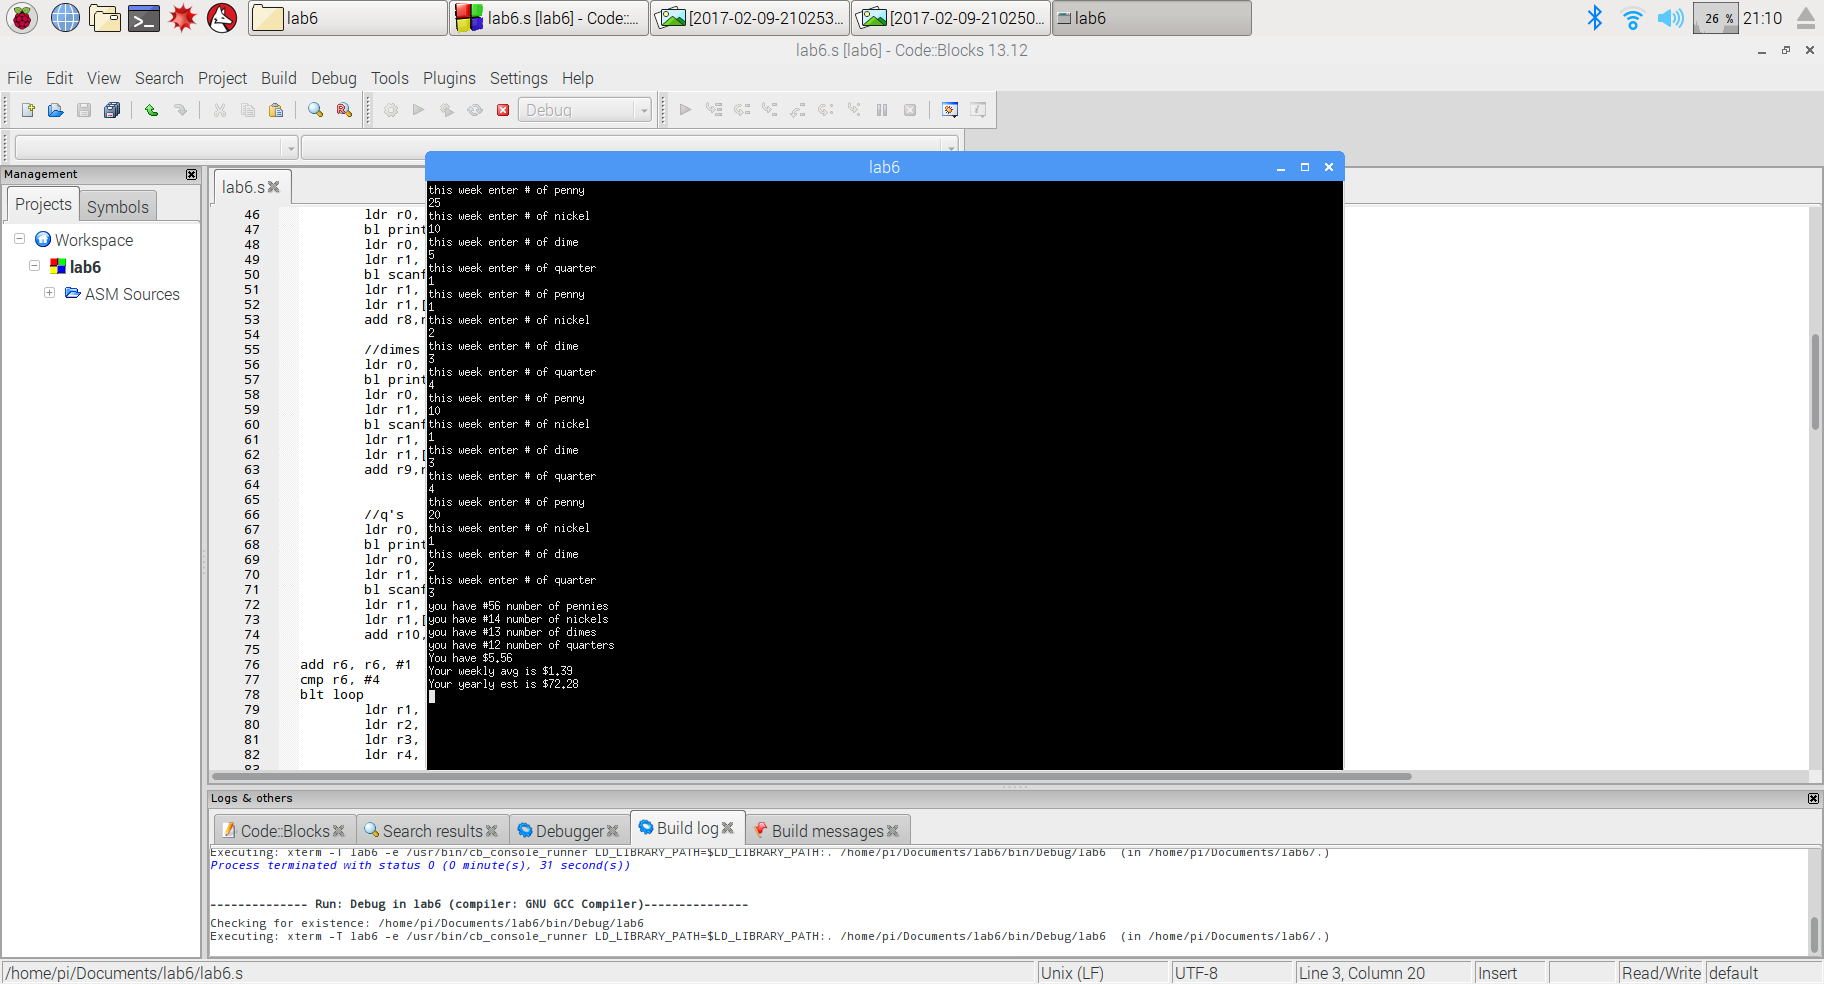 lab6
lab6.s [lab6] - Code::...
[2017-02-09-210253...
[2017-02-09-210250...
lab6
26 %
21:10
lab6.s [lab6] - Code::Blocks 13.12
File Edit View Search Project Build Debug Tools Plugins Settings Help
Debug
Management
Projects
Symbols
Workspace
lab6
ASM Sources
lab6.s
46 ldr r0,
47 bl print
48 ldr r0,
49 ldr r1,
50 bl scanf
51 ldr r1,
52 ldr r1,[
53 add r8,r
54
55 //dimes
56 ldr r0,
57 bl print
58 ldr r0,
59 ldr r1,
60 bl scanf
61 ldr r1,
62 ldr r1,[
63 add r9,r
64
65
66 //q's
67 ldr r0,
68 bl print
69 ldr r0,
70 ldr r1,
71 bl scanf
72 ldr r1,
73 ldr r1,[
74 add r10,
75
76 add r6, r6, #1
77 cmp r6, #4
78 blt loop
79 ldr r1,
80 ldr r2,
81 ldr r3,
82 ldr r4,
83
lab6
this week enter # of penny
25
this week enter # of nickel
10
this week enter # of dime
5
this week enter # of quarter
1
this week enter # of penny
1
this week enter # of nickel
2
this week enter # of dime
3
this week enter # of quarter
4
this week enter # of penny
10
this week enter # of nickel
1
this week enter # of dime
3
this week enter # of quarter
4
this week enter # of penny
20
this week enter # of nickel
1
this week enter # of dime
2
this week enter # of quarter
3
you have #56 number of pennies
you have #14 number of nickels
you have #13 number of dimes
you have #12 number of quarters
You have $5.56
Your weekly avg is $1.39
Your yearly est is $72.28
Logs & others
Code::Blocks
Search results
Debugger
Build log
Build messages
Executing: xterm -T lab6 -e /usr/bin/cb_console_runner LD_LIBRARY_PATH=$LD_LIBRARY_PATH:. /home/pi/Documents/lab6/bin/Debug/lab6 (in /home/pi/Documents/lab6/.)
Process terminated with status 0 (0 minute(s), 31 second(s))
-------------- Run: Debug in lab6 (compiler: GNU GCC Compiler)---------------
Checking for existence: /home/pi/Documents/lab6/bin/Debug/lab6
Executing: xterm -T lab6 -e /usr/bin/cb_console_runner LD_LIBRARY_PATH=$LD_LIBRARY_PATH:. /home/pi/Documents/lab6/bin/Debug/lab6 (in /home/pi/Documents/lab6/.)
/home/pi/Documents/lab6/lab6.s
Unix (LF)
UTF-8
Line 3, Column 20
Insert
Read/Write
default